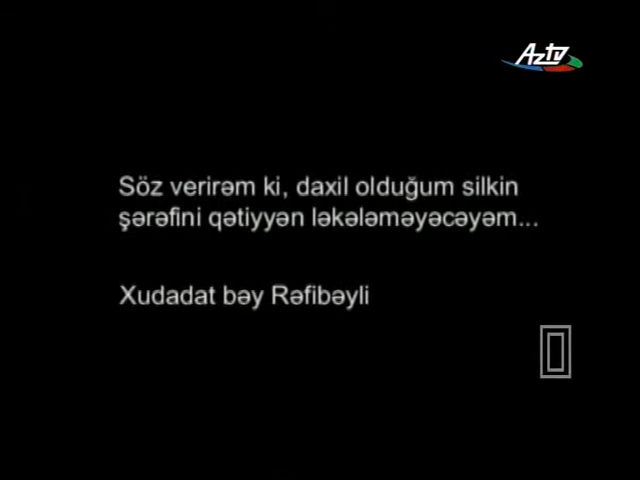 AzTV
Söz verirəm ki, daxil olduğum silkin
şərəfini qətiyyən ləkələməyəcəyəm...
Xudadat bəy Rəfibəyli